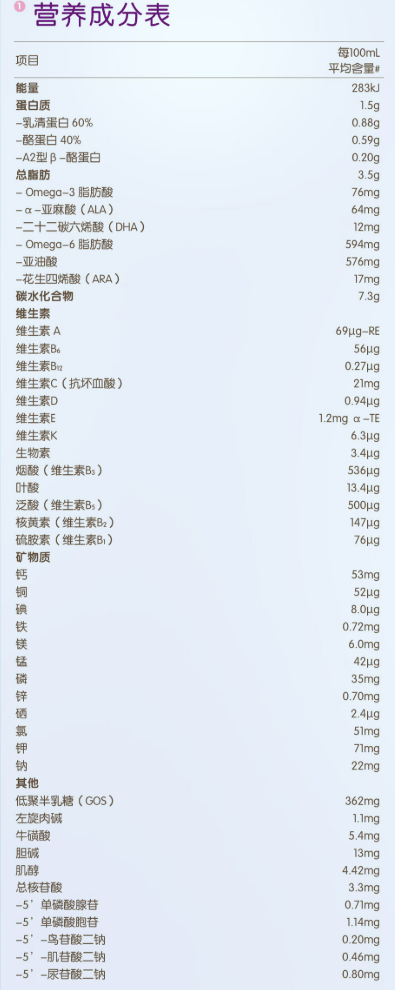 1 营养成分表
项目 每100mL 平均含量#
能量 283kJ
蛋白质 1.5g
-乳清蛋白 60% 0.88g
-酪蛋白 40% 0.59g
-A2型β-酪蛋白 0.20g
总脂肪 3.5g
- Omega-3 脂肪酸 76mg
- α-亚麻酸（ALA） 64mg
-二十二碳六烯酸（DHA） 12mg
- Omega-6 脂肪酸 594mg
-亚油酸 576mg
-花生四烯酸（ARA） 17mg
碳水化合物 7.3g
维生素
维生素 A 69μg-RE
维生素B₆ 56μg
维生素B₁₂ 0.27μg
维生素C（抗坏血酸） 21mg
维生素D 0.94μg
维生素E 1.2mg α-TE
维生素K 6.3μg
生物素 3.4μg
烟酸（维生素B₃） 536μg
叶酸 13.4μg
泛酸（维生素B₅） 500μg
核黄素（维生素B₂） 147μg
硫胺素（维生素B₁） 76μg
矿物质
钙 53mg
铜 52μg
碘 8.0μg
铁 0.72mg
镁 6.0mg
锰 42μg
磷 35mg
锌 0.70mg
硒 2.4μg
氯 51mg
钾 71mg
钠 22mg
其他
低聚半乳糖（GOS） 362mg
左旋肉碱 1.1mg
牛磺酸 5.4mg
胆碱 13mg
肌醇 4.42mg
总核苷酸 3.3mg
-5’单磷酸腺苷 0.71mg
-5’单磷酸胞苷 1.14mg
-5’-鸟苷酸二钠 0.20mg
-5’-肌苷酸二钠 0.46mg
-5’-尿苷酸二钠 0.80mg